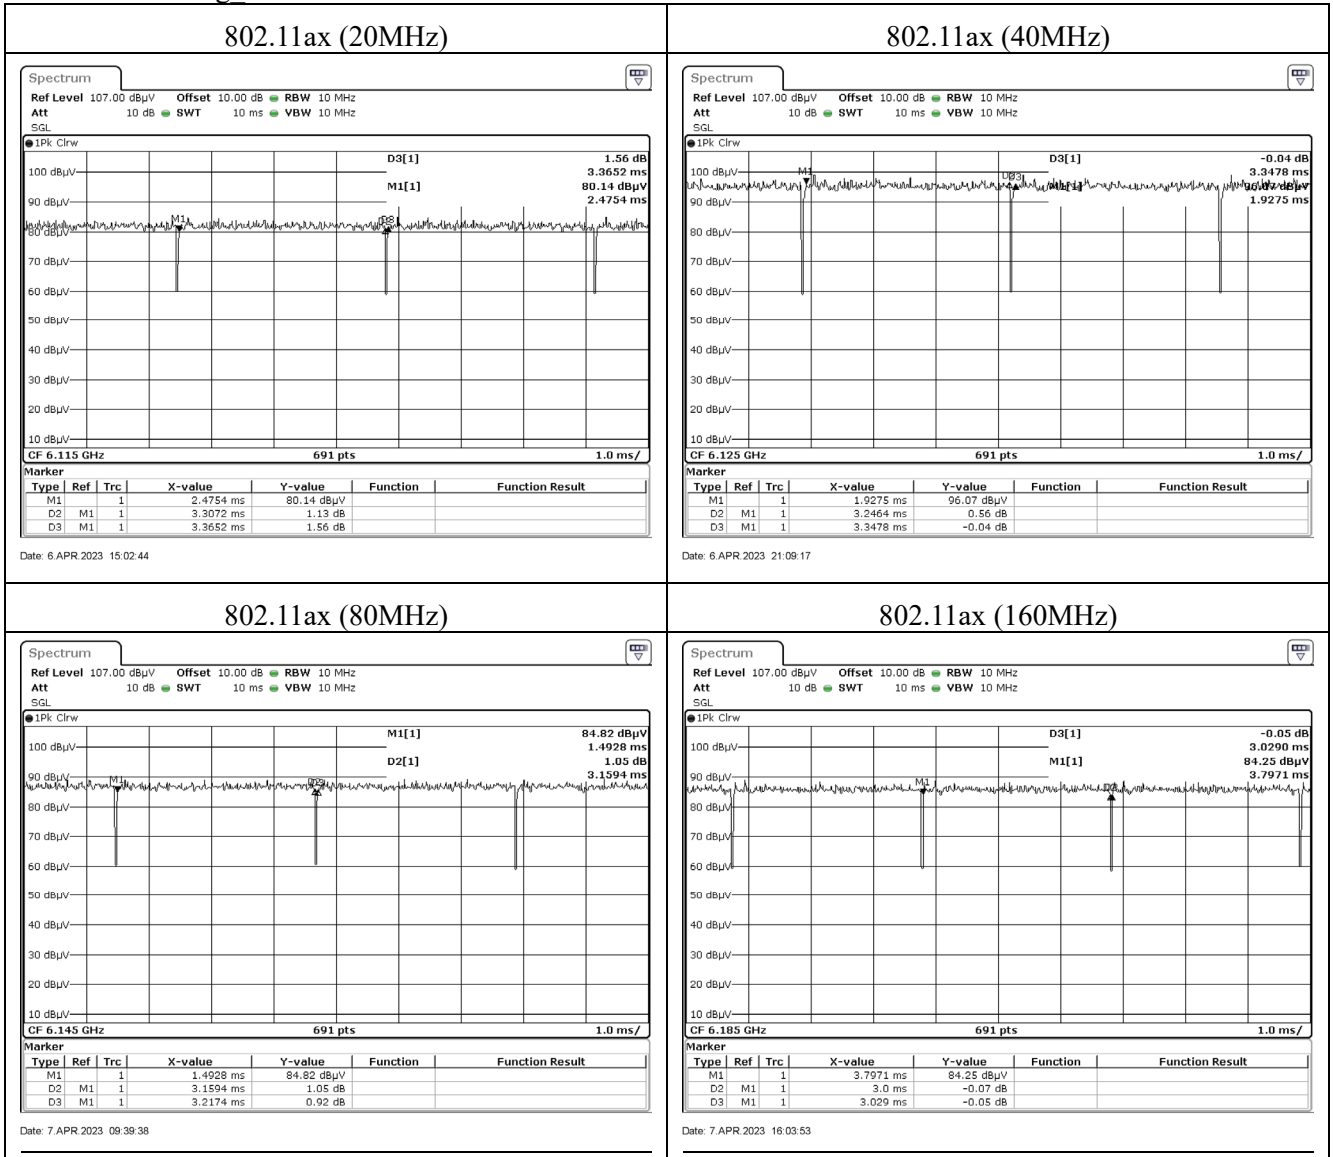 802.11ax (20MHz)
802.11ax (40MHz)
Spectrum
Ref Level 107.00 dBµV Offset 10.00 dB RBW 10 MHz
Att 10 dB SWT 10 ms VBW 10 MHz
SGL
1Pk Clrw
D3[1] 1.56 dB
3.3652 ms
M1[1] 80.14 dBµV
2.4754 ms
100 dBµV
90 dBµV
80 dBµV
70 dBµV
60 dBµV
50 dBµV
40 dBµV
30 dBµV
20 dBµV
10 dBµV
M1
CF 6.115 GHz 691 pts 1.0 ms/
Marker
Type Ref Trc X-value Y-value Function Function Result
M1 1 2.4754 ms 80.14 dBµV
D2 M1 1 3.3072 ms 1.13 dB
D3 M1 1 3.3652 ms 1.56 dB
Date: 6.APR.2023 15:02:44
Spectrum
Ref Level 107.00 dBµV Offset 10.00 dB RBW 10 MHz
Att 10 dB SWT 10 ms VBW 10 MHz
SGL
1Pk Clrw
D3[1] -0.04 dB
3.3478 ms
M1[1] 96.07 dBµV
1.9275 ms
100 dBµV
90 dBµV
80 dBµV
70 dBµV
60 dBµV
50 dBµV
40 dBµV
30 dBµV
20 dBµV
10 dBµV
M1
CF 6.125 GHz 691 pts 1.0 ms/
Marker
Type Ref Trc X-value Y-value Function Function Result
M1 1 1.9275 ms 96.07 dBµV
D2 M1 1 3.2464 ms 0.56 dB
D3 M1 1 3.3478 ms -0.04 dB
Date: 6.APR.2023 21:09:17
802.11ax (80MHz)
802.11ax (160MHz)
Spectrum
Ref Level 107.00 dBµV Offset 10.00 dB RBW 10 MHz
Att 10 dB SWT 10 ms VBW 10 MHz
SGL
1Pk Clrw
M1[1] 84.82 dBµV
1.4928 ms
D2[1] 1.05 dB
3.1594 ms
100 dBµV
90 dBµV
80 dBµV
70 dBµV
60 dBµV
50 dBµV
40 dBµV
30 dBµV
20 dBµV
10 dBµV
M1
CF 6.145 GHz 691 pts 1.0 ms/
Marker
Type Ref Trc X-value Y-value Function Function Result
M1 1 1.4928 ms 84.82 dBµV
D2 M1 1 3.1594 ms 1.05 dB
D3 M1 1 3.2174 ms 0.92 dB
Date: 7.APR.2023 09:39:38
Spectrum
Ref Level 107.00 dBµV Offset 10.00 dB RBW 10 MHz
Att 10 dB SWT 10 ms VBW 10 MHz
SGL
1Pk Clrw
D3[1] -0.05 dB
3.0290 ms
M1[1] 84.25 dBµV
3.7971 ms
100 dBµV
90 dBµV
80 dBµV
70 dBµV
60 dBµV
50 dBµV
40 dBµV
30 dBµV
20 dBµV
10 dBµV
M1
CF 6.185 GHz 691 pts 1.0 ms/
Marker
Type Ref Trc X-value Y-value Function Function Result
M1 1 3.7971 ms 84.25 dBµV
D2 M1 1 3.0 ms -0.07 dB
D3 M1 1 3.029 ms -0.05 dB
Date: 7.APR.2023 16:03:53